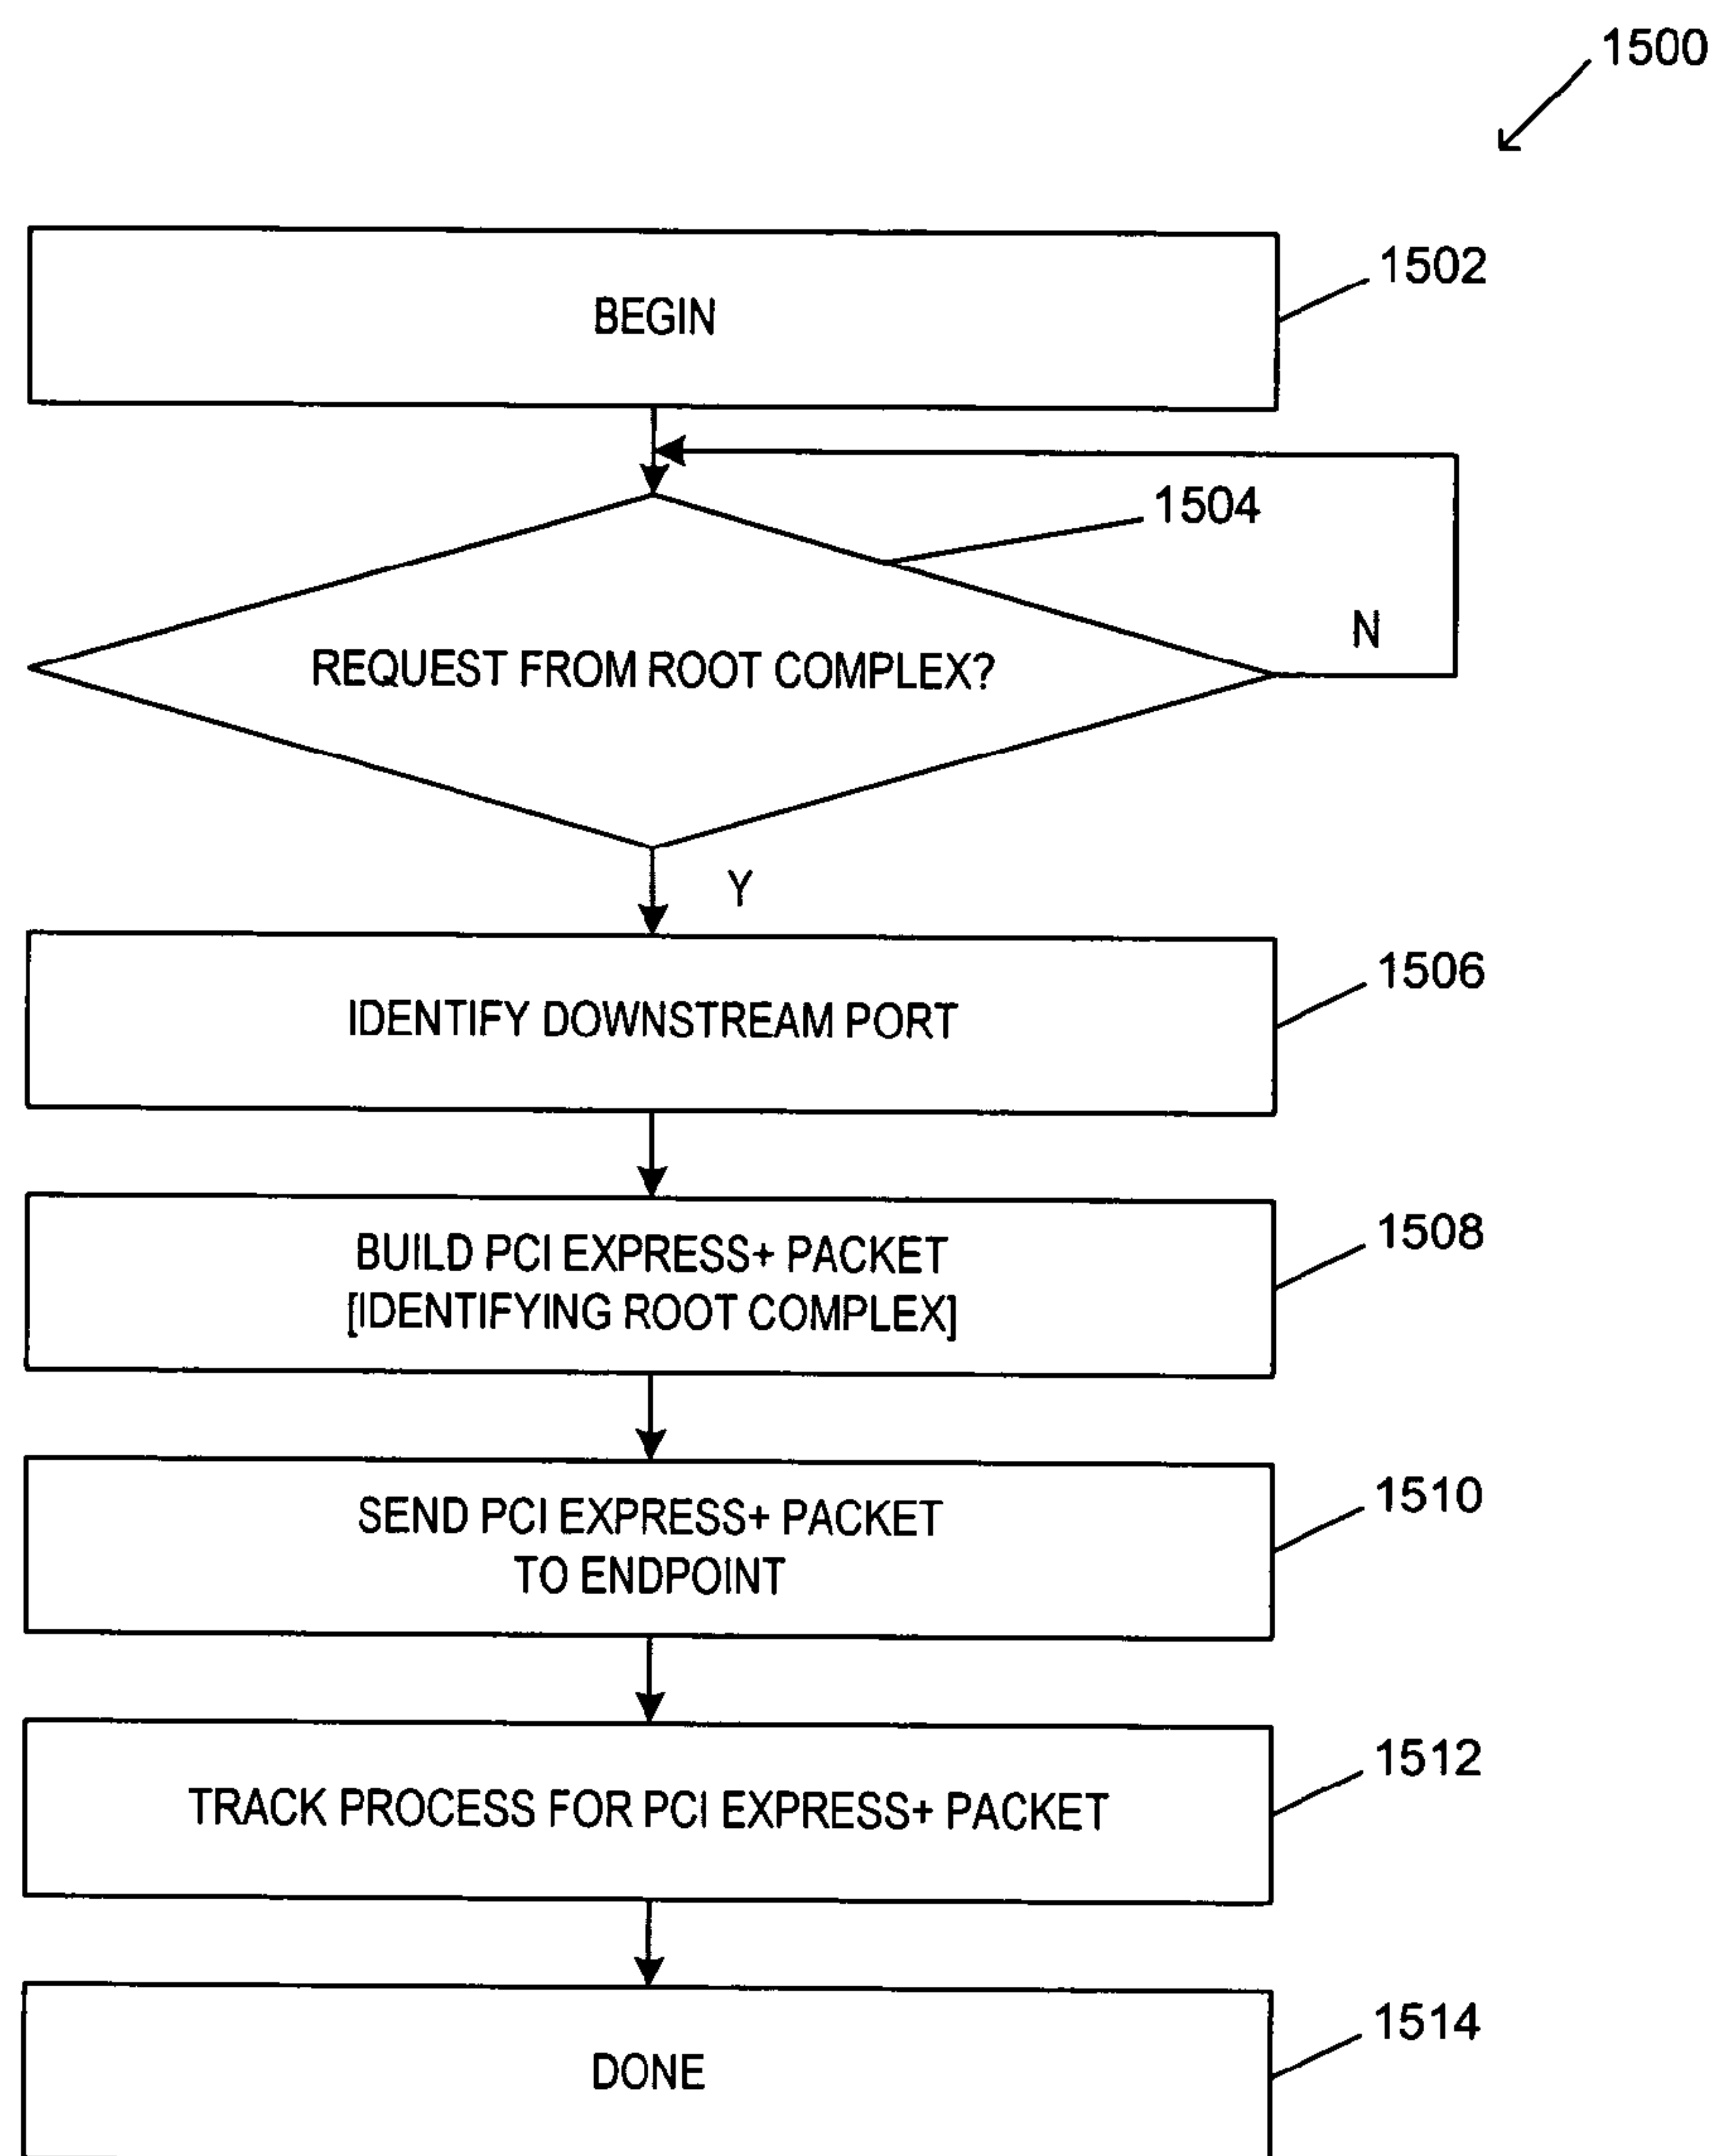 1500
BEGIN
1502
1504
N
REQUEST FROM ROOT COMPLEX?
Y
IDENTIFY DOWNSTREAM PORT
1506
BUILD PCI EXPRESS+ PACKET
[IDENTIFYING ROOT COMPLEX]
1508
SEND PCI EXPRESS+ PACKET
TO ENDPOINT
1510
TRACK PROCESS FOR PCI EXPRESS+ PACKET
1512
DONE
1514